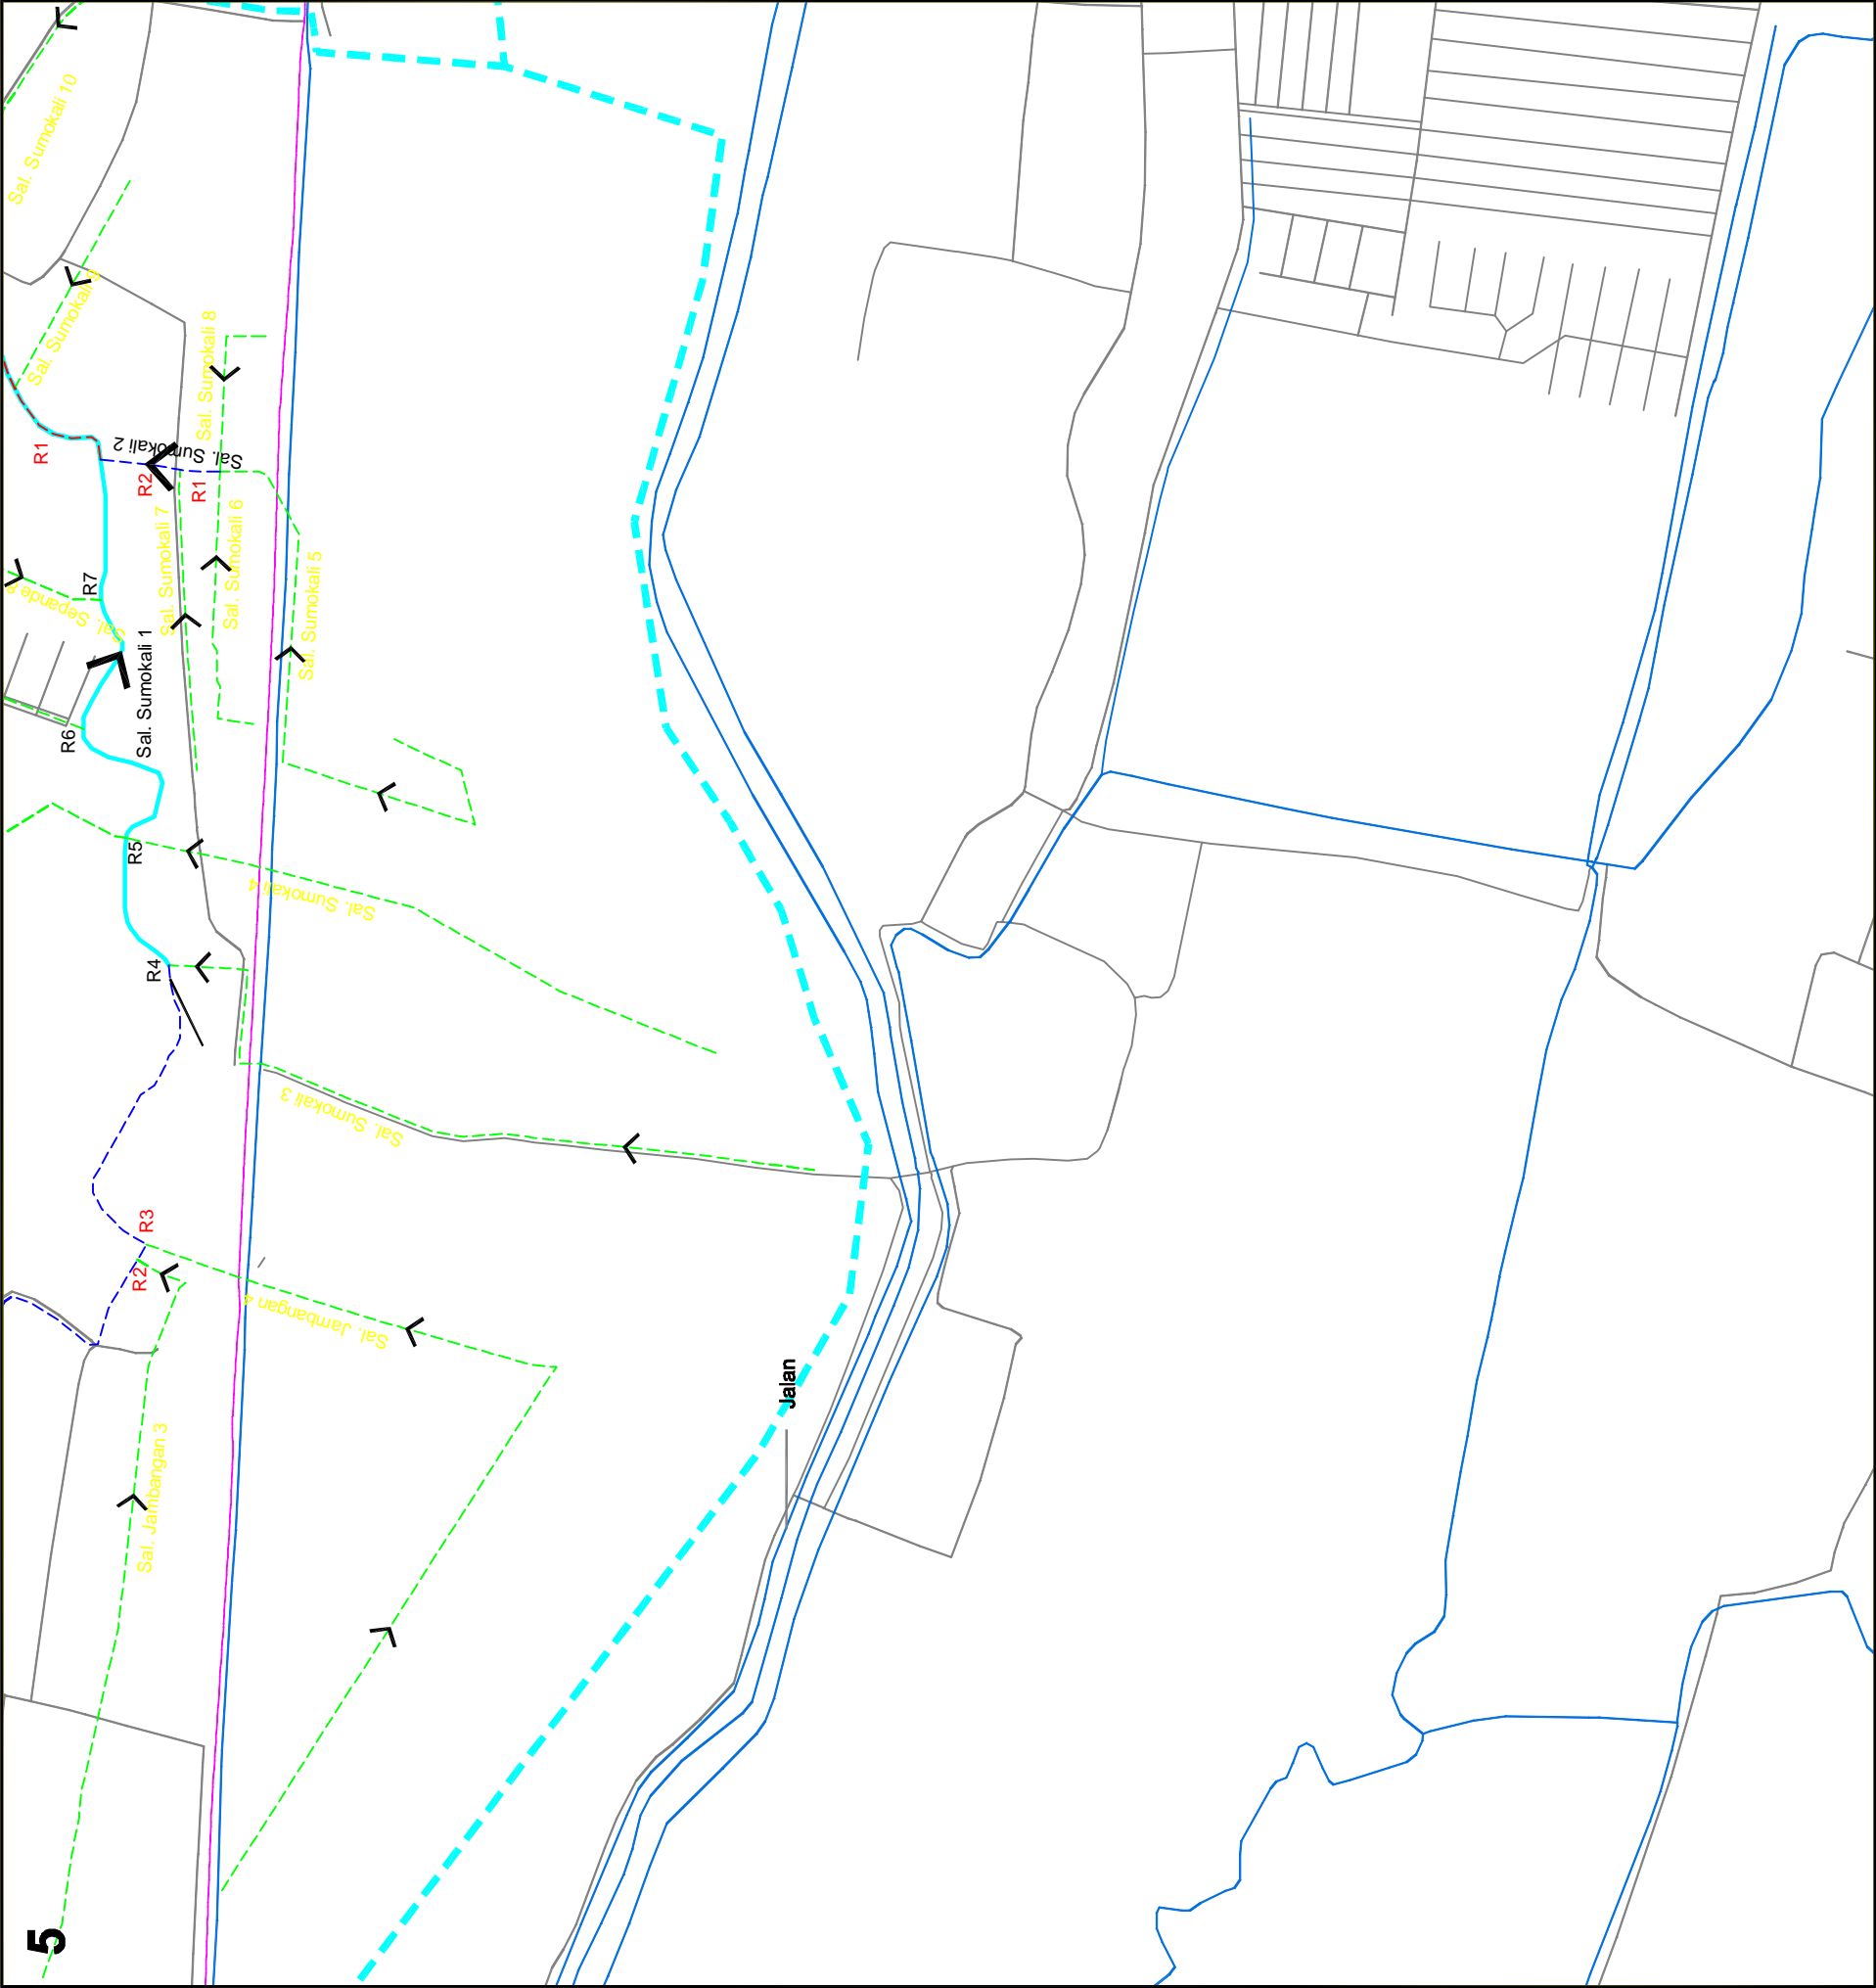 Sal. Sumokali 10
Sal. Sumokali 9
Sal. Sumokali 8
R1
Sal. Sumokali 2
R2
R1
Sal. Sumokali 7
Sal. Sumokali 6
Sal. Sumokali 5
R7
Sal. Sepande
Sal. Sumokali 1
R6
R5
Sal. Sumokali 4
R4
Sal. Sumokali 3
R3
R2
Sal. Jambangan 4
Jalan
Sal. Jambangan 3
5